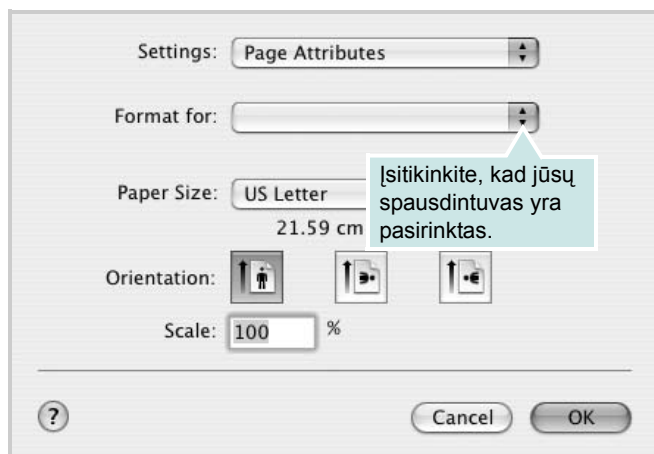 Settings: Page Attributes
Format for:
Įsitikinkite, kad jūsų
spausdintuvas yra
pasirinktas.
Paper Size: US Letter
21.59 cm
Orientation:
Scale: 100 %
? Cancel OK